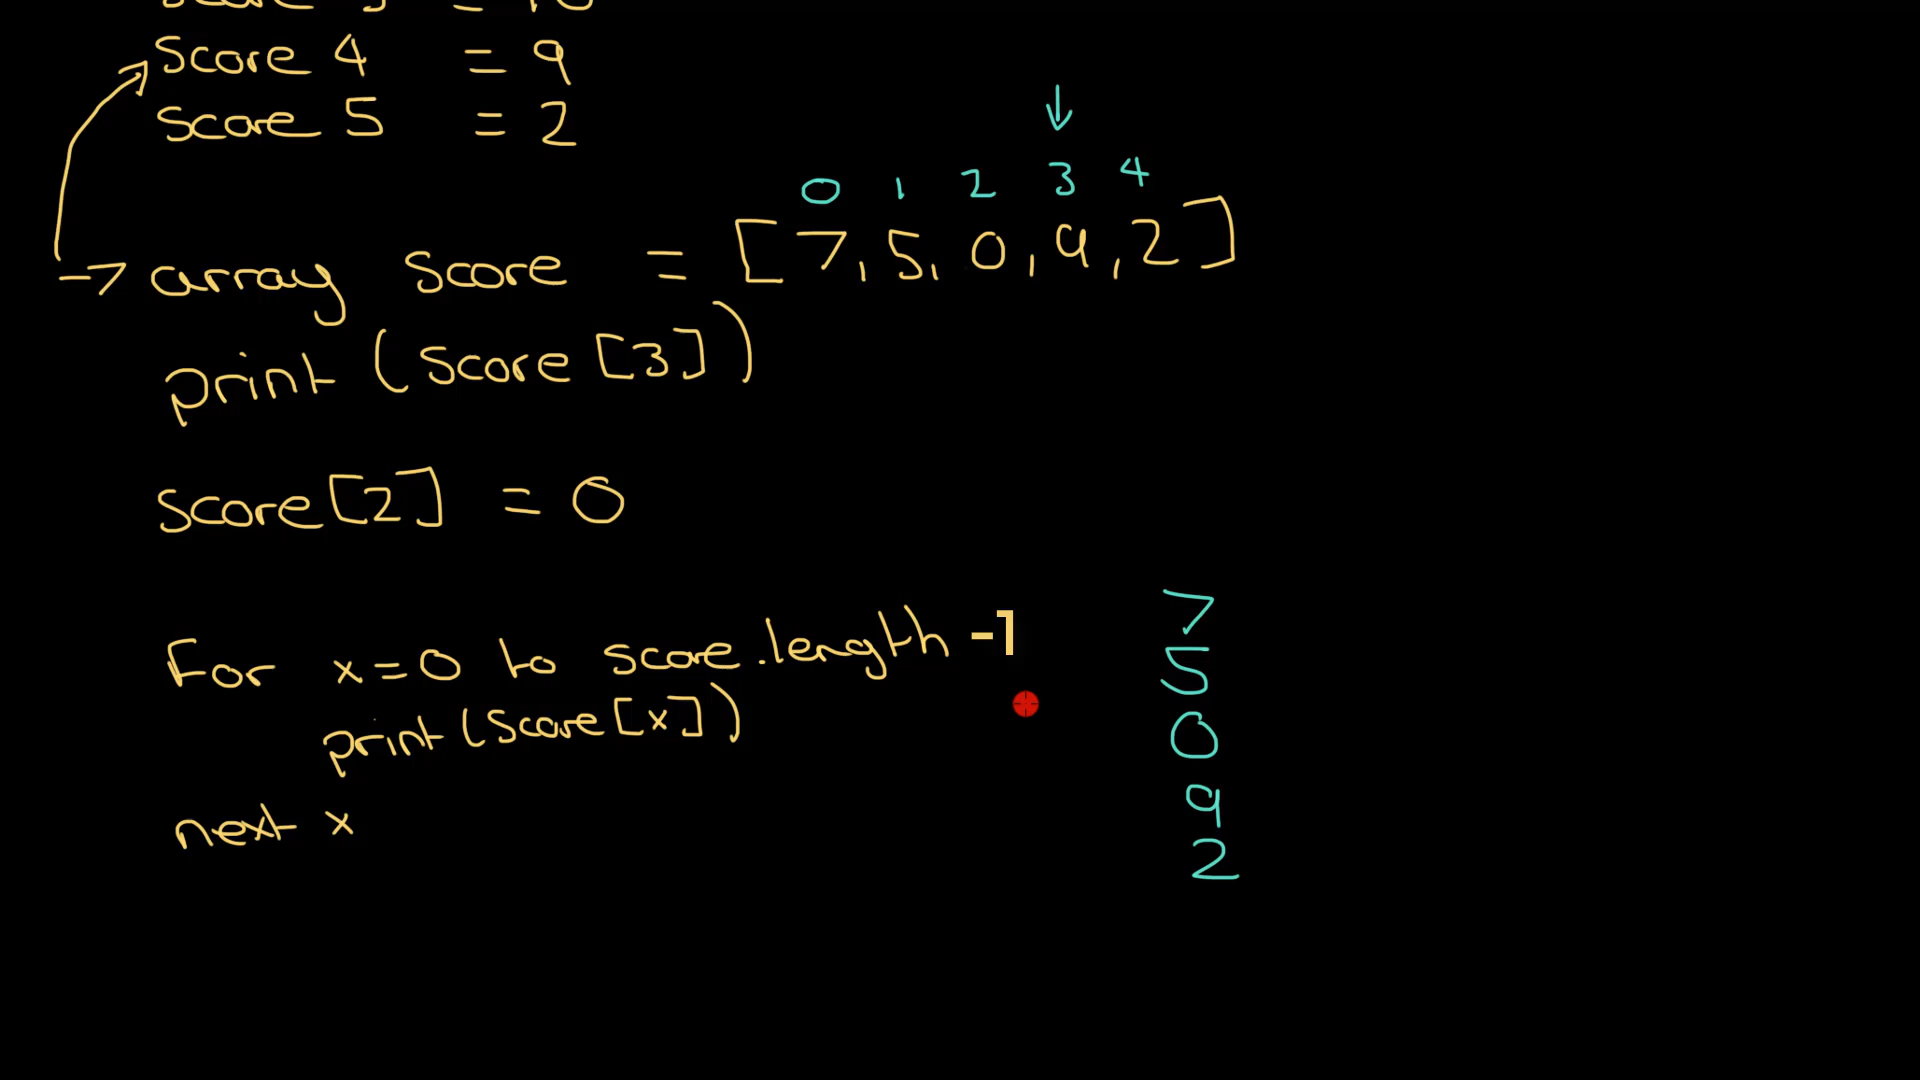 Score 4 = 9
Score 5 = 2
0 1 2 3 4
array score = [7, 5, 0, 9, 2]
print (score [3])
score [2] = 0
For x = 0 to score.length -1
print (score [x])
next x
7
5
0
9
2